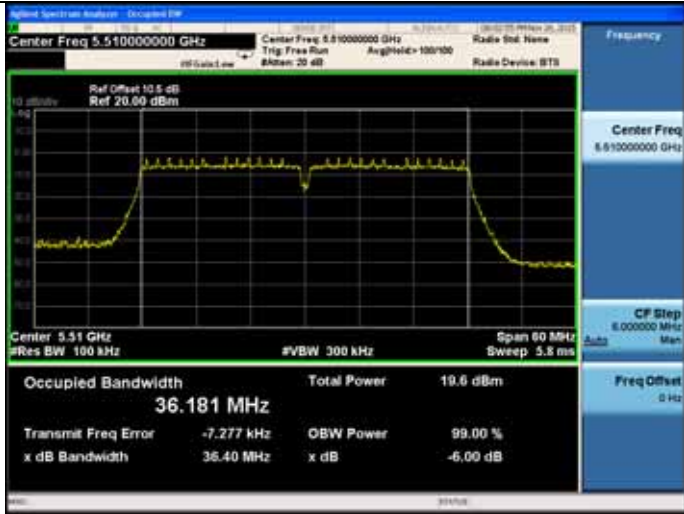 Agilent Spectrum Analyzer - Occupied BW
Center Freq 5.510000000 GHz
Center Freq: 5.510000000 GHz
Trig: Free Run Avg|Hold:> 100/100
#IFGain:Low #Atten: 20 dB
Radio Std: None
Radio Device: BTS
Frequency
Ref Offset 10.5 dB
10 dB/div Ref 20.00 dBm
Log
Center Freq
5.510000000 GHz
Center 5.51 GHz Span 60 MHz
#Res BW 100 kHz #VBW 300 kHz Sweep 5.8 ms
CF Step
6.000000 MHz
Auto Man
Occupied Bandwidth Total Power 19.6 dBm
36.181 MHz
Transmit Freq Error -7.277 kHz OBW Power 99.00 %
x dB Bandwidth 36.40 MHz x dB -6.00 dB
Freq Offset
0 Hz
MSG STATUS